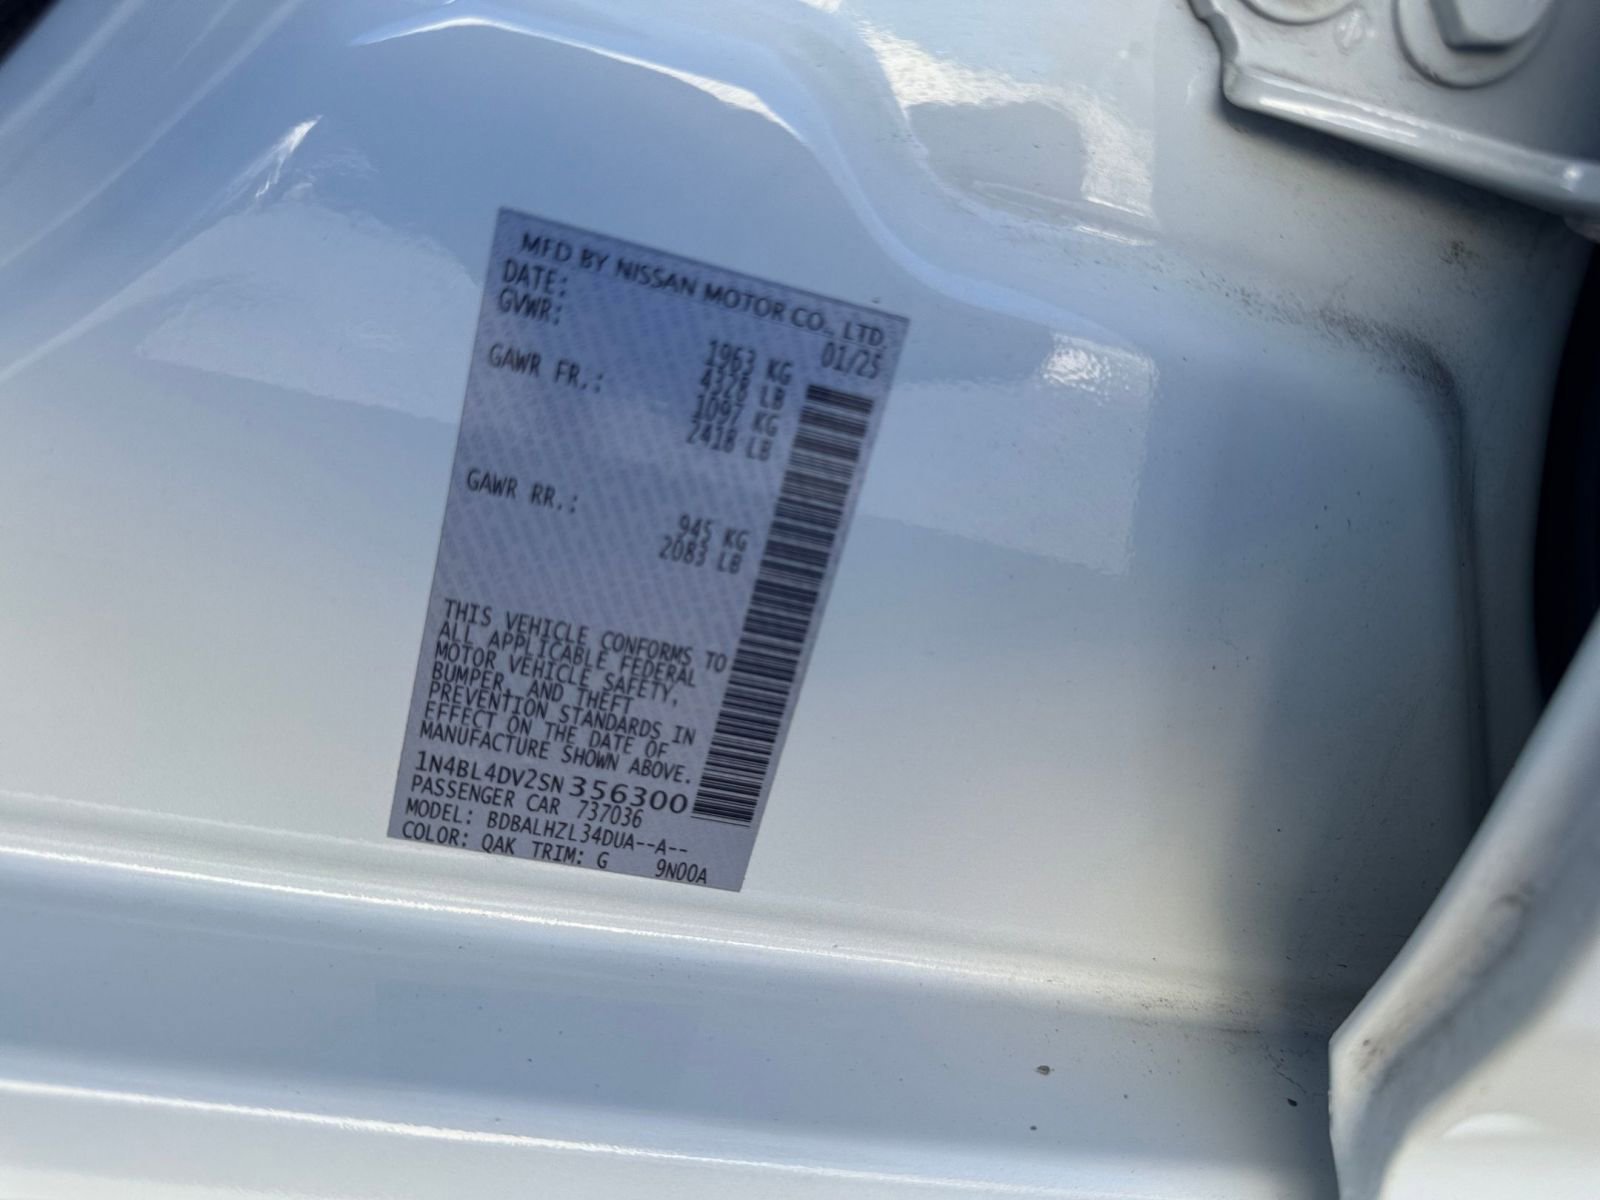 MFD BY NISSAN MOTOR CO., LTD.
DATE: 01/25
GVWR: 1963 KG
4328 LB
GAWR FR.: 1097 KG
2418 LB
GAWR RR.: 945 KG
2083 LB
THIS VEHICLE CONFORMS TO
ALL APPLICABLE FEDERAL
MOTOR VEHICLE SAFETY,
BUMPER, AND THEFT
PREVENTION STANDARDS IN
EFFECT ON THE DATE OF
MANUFACTURE SHOWN ABOVE.
1N4BL4DV2SN356300
PASSENGER CAR 737036
MODEL: BDBALHZL34DUA--A--
COLOR: QAK TRIM: G 9N00A